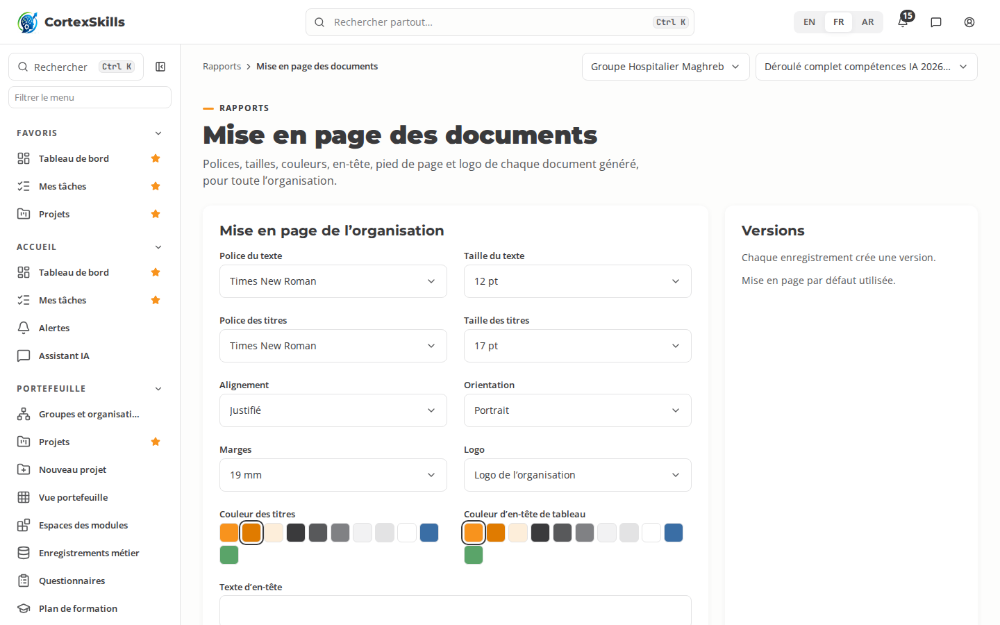 CortexSkills
Rechercher partout...
Ctrl K
EN FR AR
15
Rechercher Ctrl K
Filtrer le menu
FAVORIS
Tableau de bord
Mes tâches
Projets
ACCUEIL
Tableau de bord
Mes tâches
Alertes
Assistant IA
PORTEFEUILLE
Groupes et organisati...
Projets
Nouveau projet
Vue portefeuille
Espaces des modules
Enregistrements métier
Questionnaires
Plan de formation
Rapports > Mise en page des documents
Groupe Hospitalier Maghreb
Déroulé complet compétences IA 2026...
RAPPORTS
Mise en page des documents
Polices, tailles, couleurs, en-tête, pied de page et logo de chaque document généré,
pour toute l’organisation.
Mise en page de l’organisation
Police du texte
Times New Roman
Taille du texte
12 pt
Police des titres
Times New Roman
Taille des titres
17 pt
Alignement
Justifié
Orientation
Portrait
Marges
19 mm
Logo
Logo de l’organisation
Couleur des titres
Couleur d’en-tête de tableau
Texte d’en-tête
Versions
Chaque enregistrement crée une version.
Mise en page par défaut utilisée.